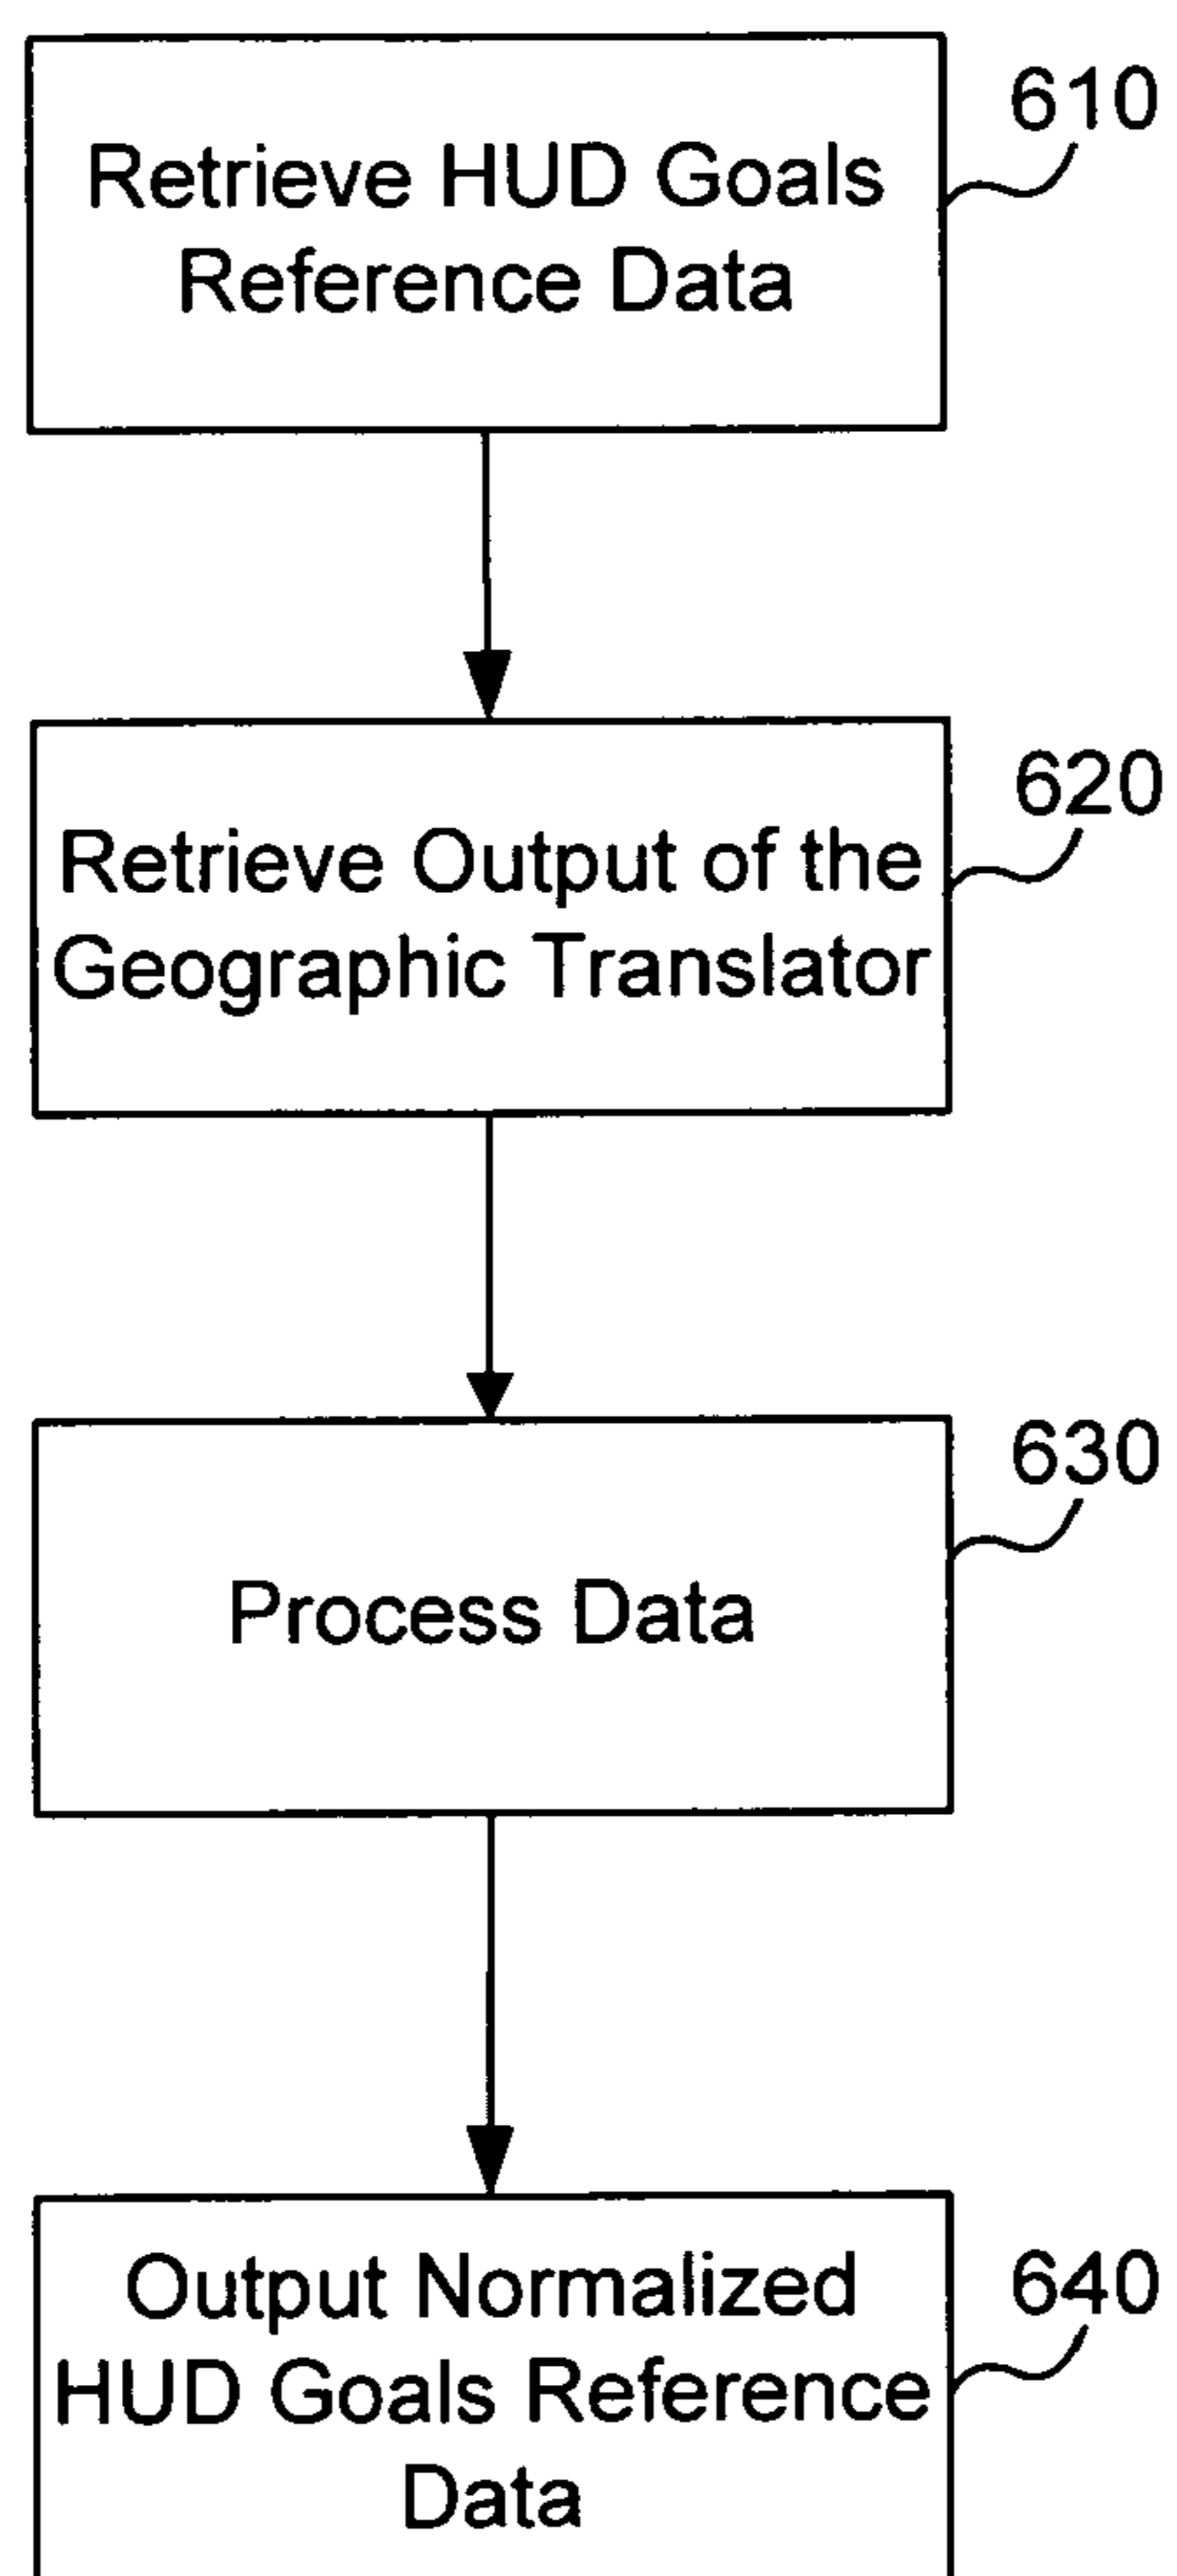 610
Retrieve HUD Goals
Reference Data
620
Retrieve Output of the
Geographic Translator
630
Process Data
640
Output Normalized
HUD Goals Reference
Data